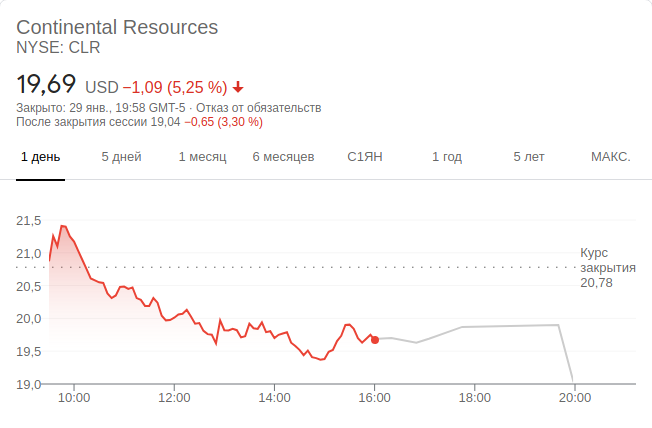 Continental Resources
NYSE: CLR
19,69 USD −1,09 (5,25 %)
Закрыто: 29 янв., 19:58 GMT-5 · Отказ от обязательств
После закрытия сессии 19,04 −0,65 (3,30 %)
1 день 5 дней 1 месяц 6 месяцев С1ЯН 1 год 5 лет МАКС.
21,5
21,0
20,5
20,0
19,5
19,0
Курс
закрытия
20,78
10:00 12:00 14:00 16:00 18:00 20:00